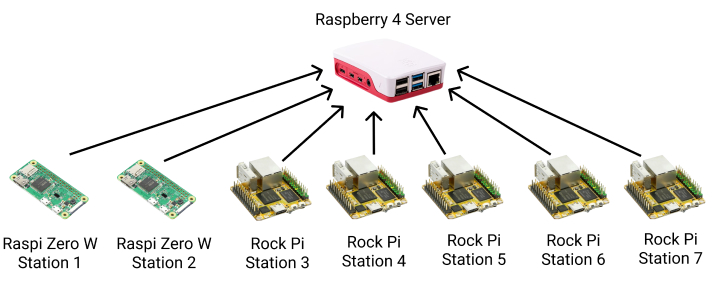 Raspberry 4 Server
Raspi Zero W
Station 1
Raspi Zero W
Station 2
Rock Pi
Station 3
Rock Pi
Station 4
Rock Pi
Station 5
Rock Pi
Station 6
Rock Pi
Station 7